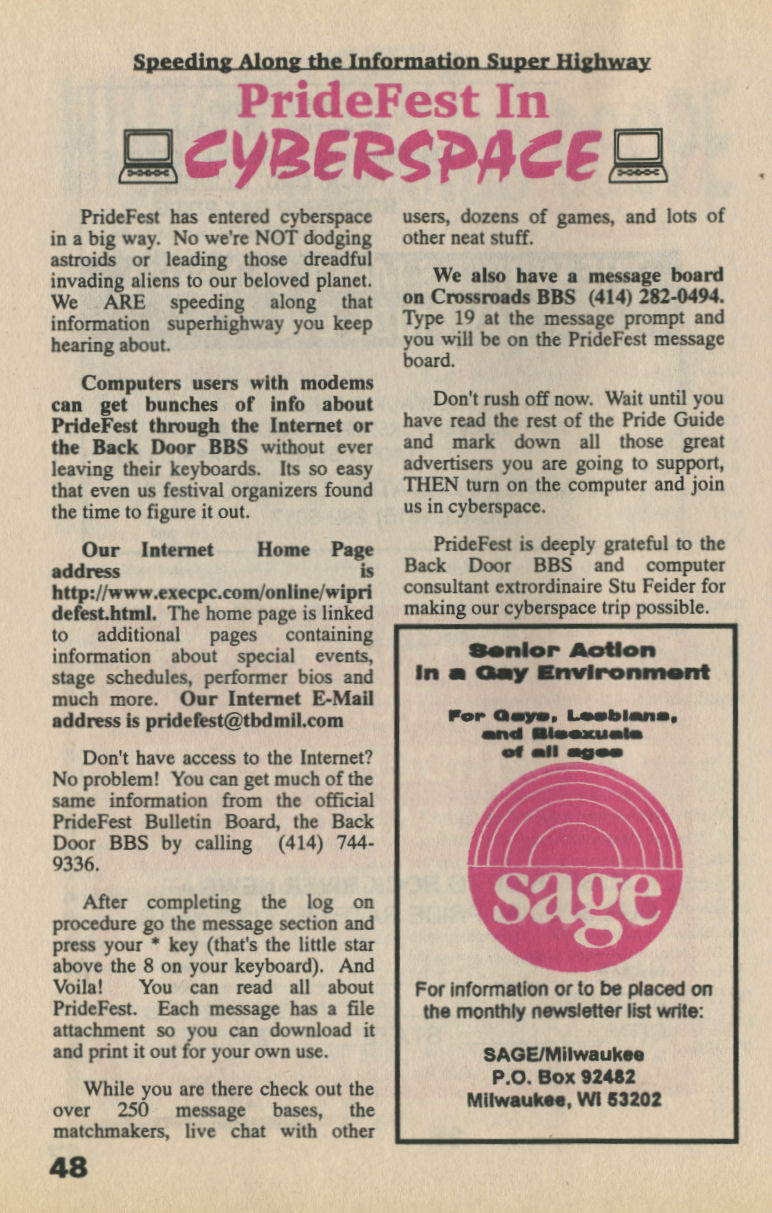 Speeding Along the Information Super Highway
PrideFest In
CYBERSPACE
PrideFest has entered cyberspace
in a big way. No we're NOT dodging
astroids or leading those dreadful
invading aliens to our beloved planet.
We ARE speeding along that
information superhighway you keep
hearing about.
Computers users with modems
can get bunches of info about
PrideFest through the Internet or
the Back Door BBS without ever
leaving their keyboards. Its so easy
that even us festival organizers found
the time to figure it out.
Our Internet Home Page
address is
http://www.execpc.com/online/wipri
defest.html. The home page is linked
to additional pages containing
information about special events,
stage schedules, performer bios and
much more. Our Internet E-Mail
address is pridefest@tbdmil.com
Don't have access to the Internet?
No problem! You can get much of the
same information from the official
PrideFest Bulletin Board, the Back
Door BBS by calling (414) 744-
9336.
After completing the log on
procedure go the message section and
press your * key (that's the little star
above the 8 on your keyboard). And
Voila! You can read all about
PrideFest. Each message has a file
attachment so you can download it
and print it out for your own use.
While you are there check out the
over 250 message bases, the
matchmakers, live chat with other
users, dozens of games, and lots of
other neat stuff.
We also have a message board
on Crossroads BBS (414) 282-0494.
Type 19 at the message prompt and
you will be on the PrideFest message
board.
Don't rush off now. Wait until you
have read the rest of the Pride Guide
and mark down all those great
advertisers you are going to support,
THEN turn on the computer and join
us in cyberspace.
PrideFest is deeply grateful to the
Back Door BBS and computer
consultant extrordinaire Stu Feider for
making our cyberspace trip possible.
Senior Action
In a Gay Environment
For Gays, Lesbians,
and Bisexuals
of all ages
sage
For information or to be placed on
the monthly newsletter list write:
SAGE/Milwaukee
P.O. Box 92482
Milwaukee, WI 53202
48